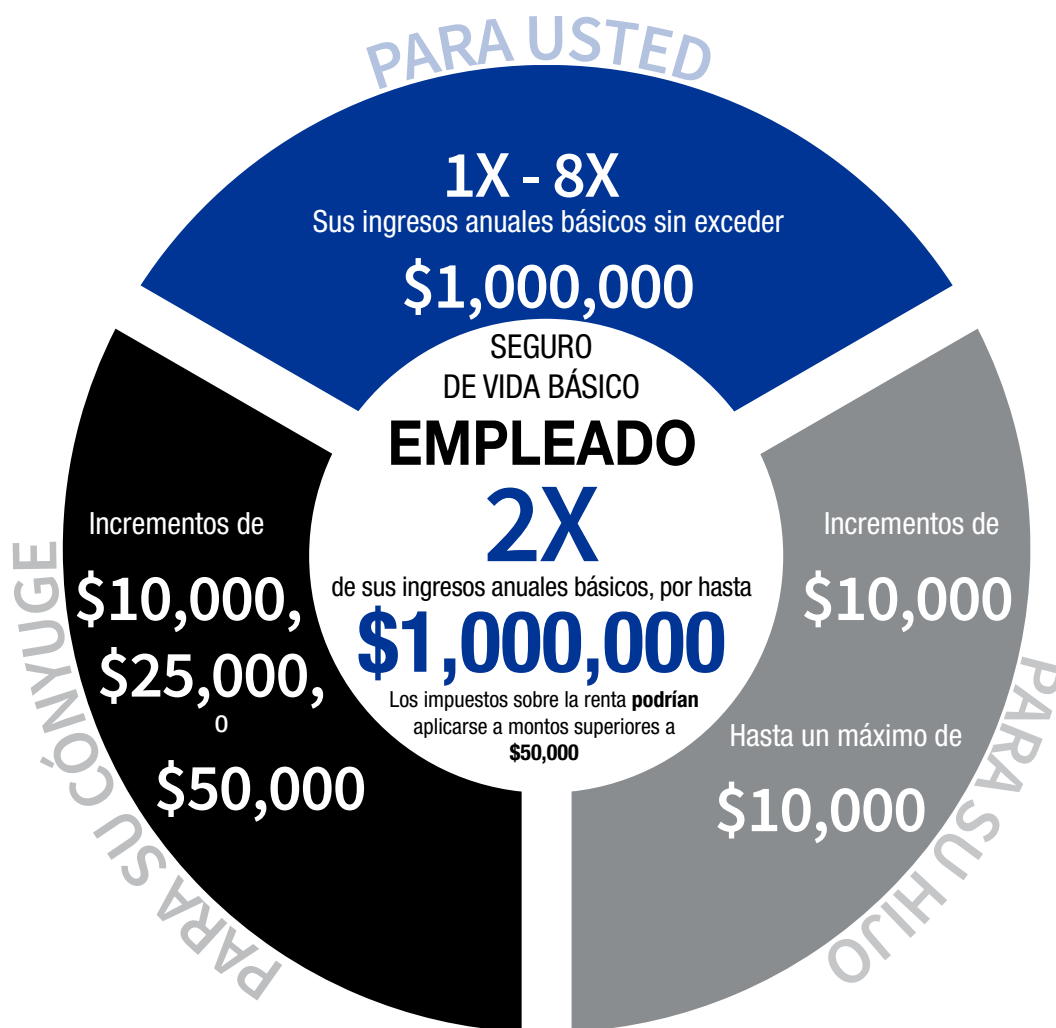 PARA USTED
1X - 8X
Sus ingresos anuales básicos sin exceder
$1,000,000
SEGURO
DE VIDA BÁSICO
EMPLEADO
2X
de sus ingresos anuales básicos, por hasta
$1,000,000
Los impuestos sobre la renta podrían
aplicarse a montos superiores a
$50,000
PARA SU CÓNYUGE
Incrementos de
$10,000,
$25,000,
o
$50,000
PARA SU HIJO
Incrementos de
$10,000
Hasta un máximo de
$10,000